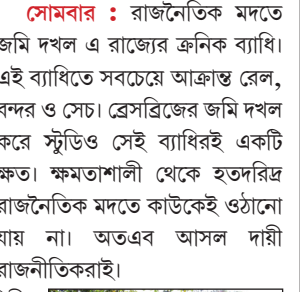 সোমবার : রাজনৈতিক মদতে
জমি দখল এ রাজ্যের ক্রনিক ব্যাধি।
এই ব্যাধিতে সবচেয়ে আক্রান্ত রেল,
বন্দর ও সেচ। ব্রেসব্রিজের জমি দখল
করে স্টুডিও সেই ব্যাধিরই একটি
ক্ষত। ক্ষমতাশালী থেকে হতদরিদ্র
রাজনৈতিক মদতে কাউকেই ওঠানো
যায় না। অতএব আসল দায়ী
রাজনীতিকরাই।